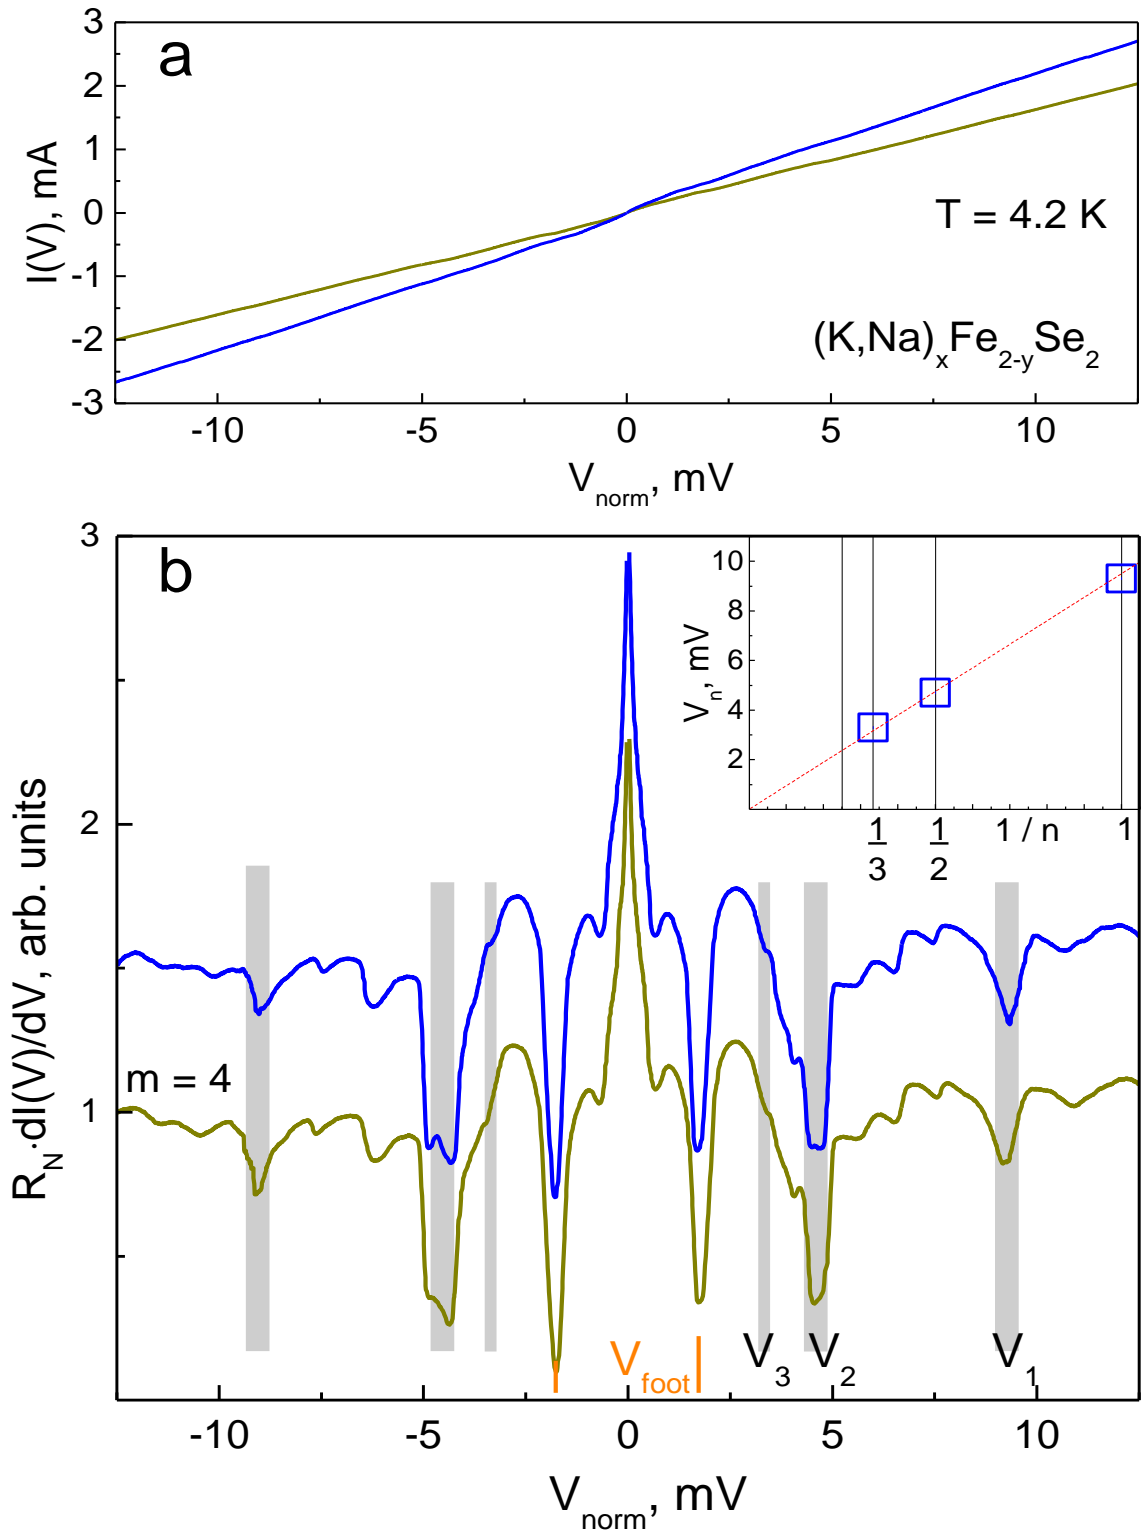 a
3
2
1
0
-1
-2
-3
I(V), mA
T = 4.2 K
(K,Na)xFe2-ySe2
-10
-5
0
5
10
Vnorm, mV
b
3
2
1
RN·dI(V)/dV, arb. units
m = 4
10
8
6
4
2
Vn, mV
1/3
1/2
1 / n
1
Vfoot
V3
V2
V1
-10
-5
0
5
10
Vnorm, mV